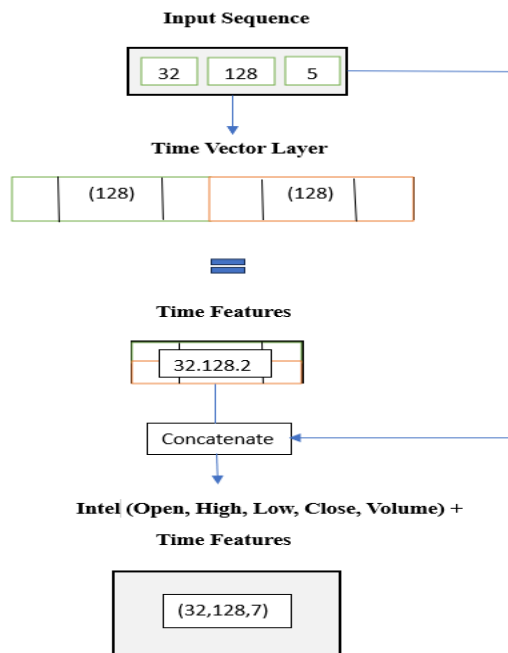 Input Sequence
32 128 5
Time Vector Layer
(128) (128)
Time Features
32.128.2
Concatenate
Intel (Open, High, Low, Close, Volume) +
Time Features
(32,128,7)